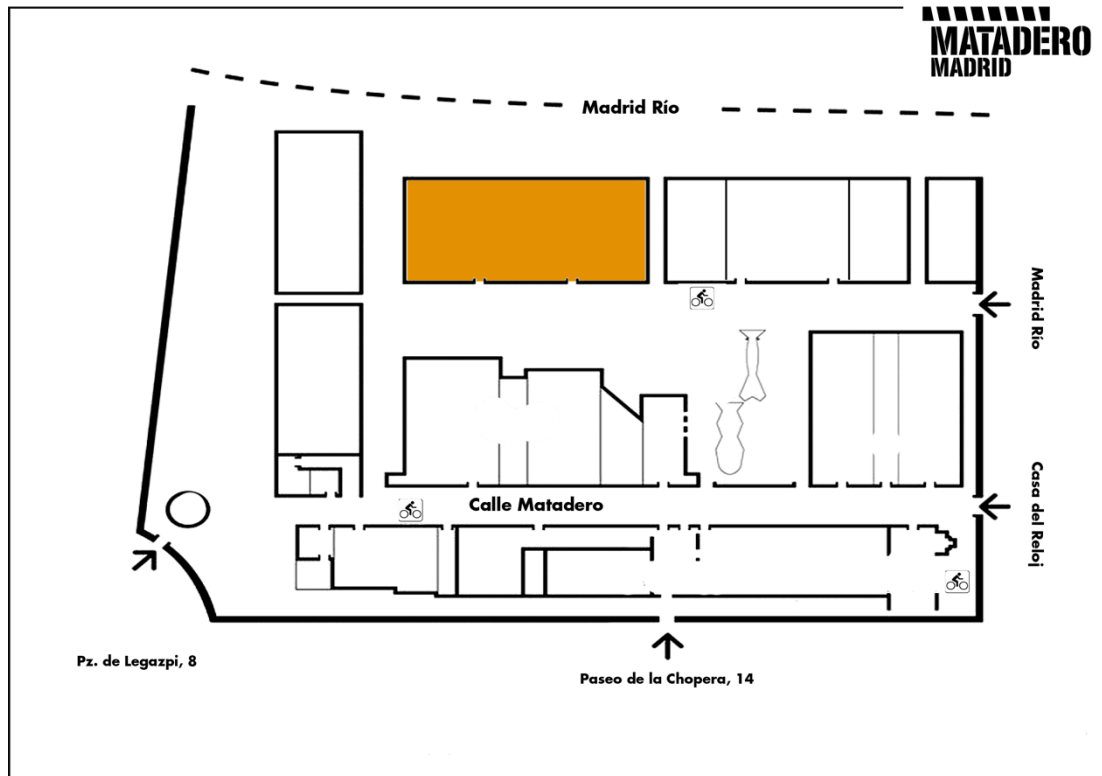 MATADERO
MADRID
Madrid Río
Madrid Río
Calle Matadero
Casa del Reloj
Pz. de Legazpi, 8
Paseo de la Chopera, 14